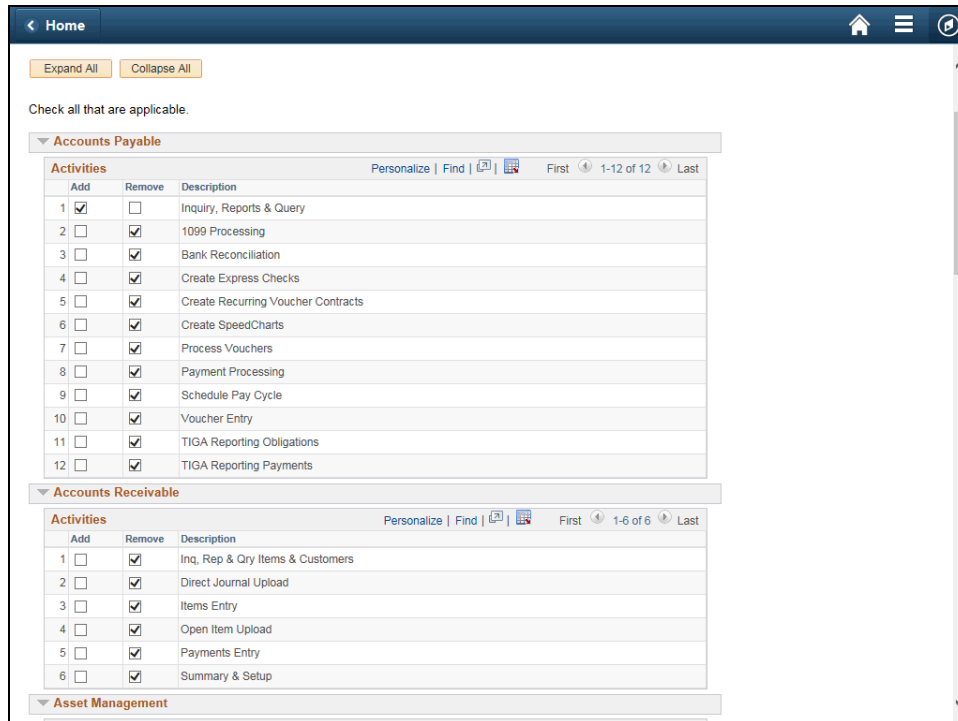 Home
Expand All Collapse All
Check all that are applicable.
Accounts Payable
Activities Personalize | Find | | First 1-12 of 12 Last
Add Remove Description
1 Inquiry, Reports & Query
2 1099 Processing
3 Bank Reconciliation
4 Create Express Checks
5 Create Recurring Voucher Contracts
6 Create SpeedCharts
7 Process Vouchers
8 Payment Processing
9 Schedule Pay Cycle
10 Voucher Entry
11 TIGA Reporting Obligations
12 TIGA Reporting Payments
Accounts Receivable
Activities Personalize | Find | | First 1-6 of 6 Last
Add Remove Description
1 Inq, Rep & Qry Items & Customers
2 Direct Journal Upload
3 Items Entry
4 Open Item Upload
5 Payments Entry
6 Summary & Setup
Asset Management